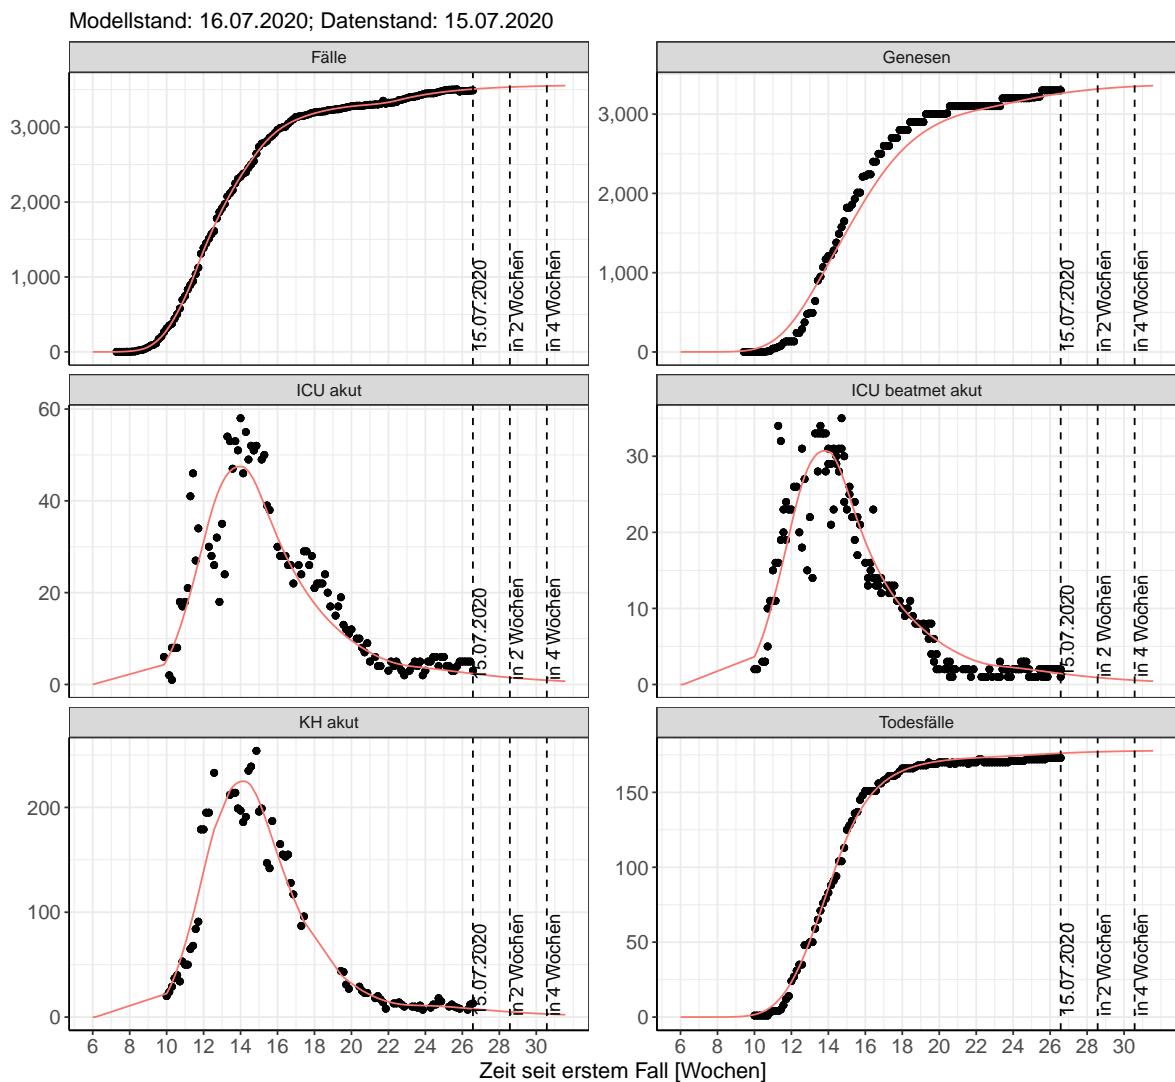 Modellstand: 16.07.2020; Datenstand: 15.07.2020
Fälle
Genesen
3,000
2,000
1,000
0
15.07.2020
in 2 Wochen
in 4 Wochen
3,000
2,000
1,000
0
15.07.2020
in 2 Wochen
in 4 Wochen
ICU akut
ICU beatmet akut
60
40
20
0
15.07.2020
in 2 Wochen
in 4 Wochen
30
20
10
0
15.07.2020
in 2 Wochen
in 4 Wochen
KH akut
Todesfälle
200
100
0
15.07.2020
in 2 Wochen
in 4 Wochen
150
100
50
0
15.07.2020
in 2 Wochen
in 4 Wochen
6 8 10 12 14 16 18 20 22 24 26 28 30
6 8 10 12 14 16 18 20 22 24 26 28 30
Zeit seit erstem Fall [Wochen]